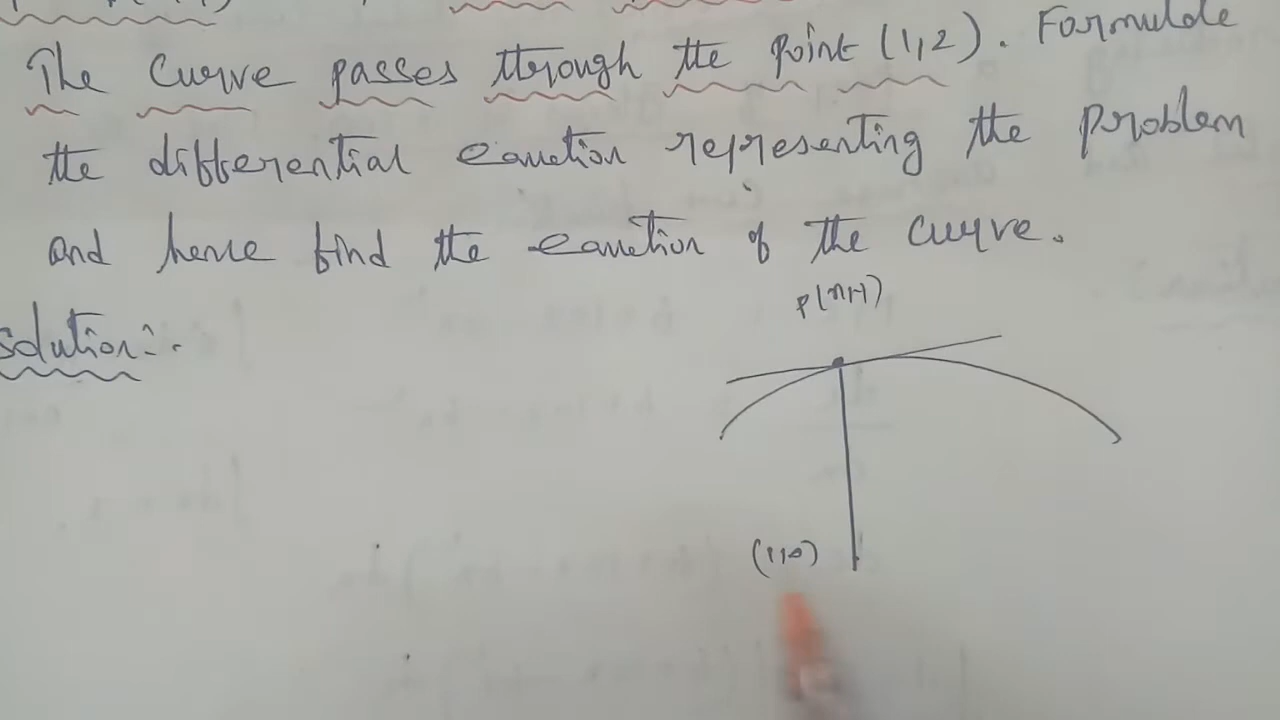 The curve passes through the point (1,2). Formulate
the differential equation representing the problem
and hence find the equation of the curve.
solution:-
P(x,y)
(1,0)